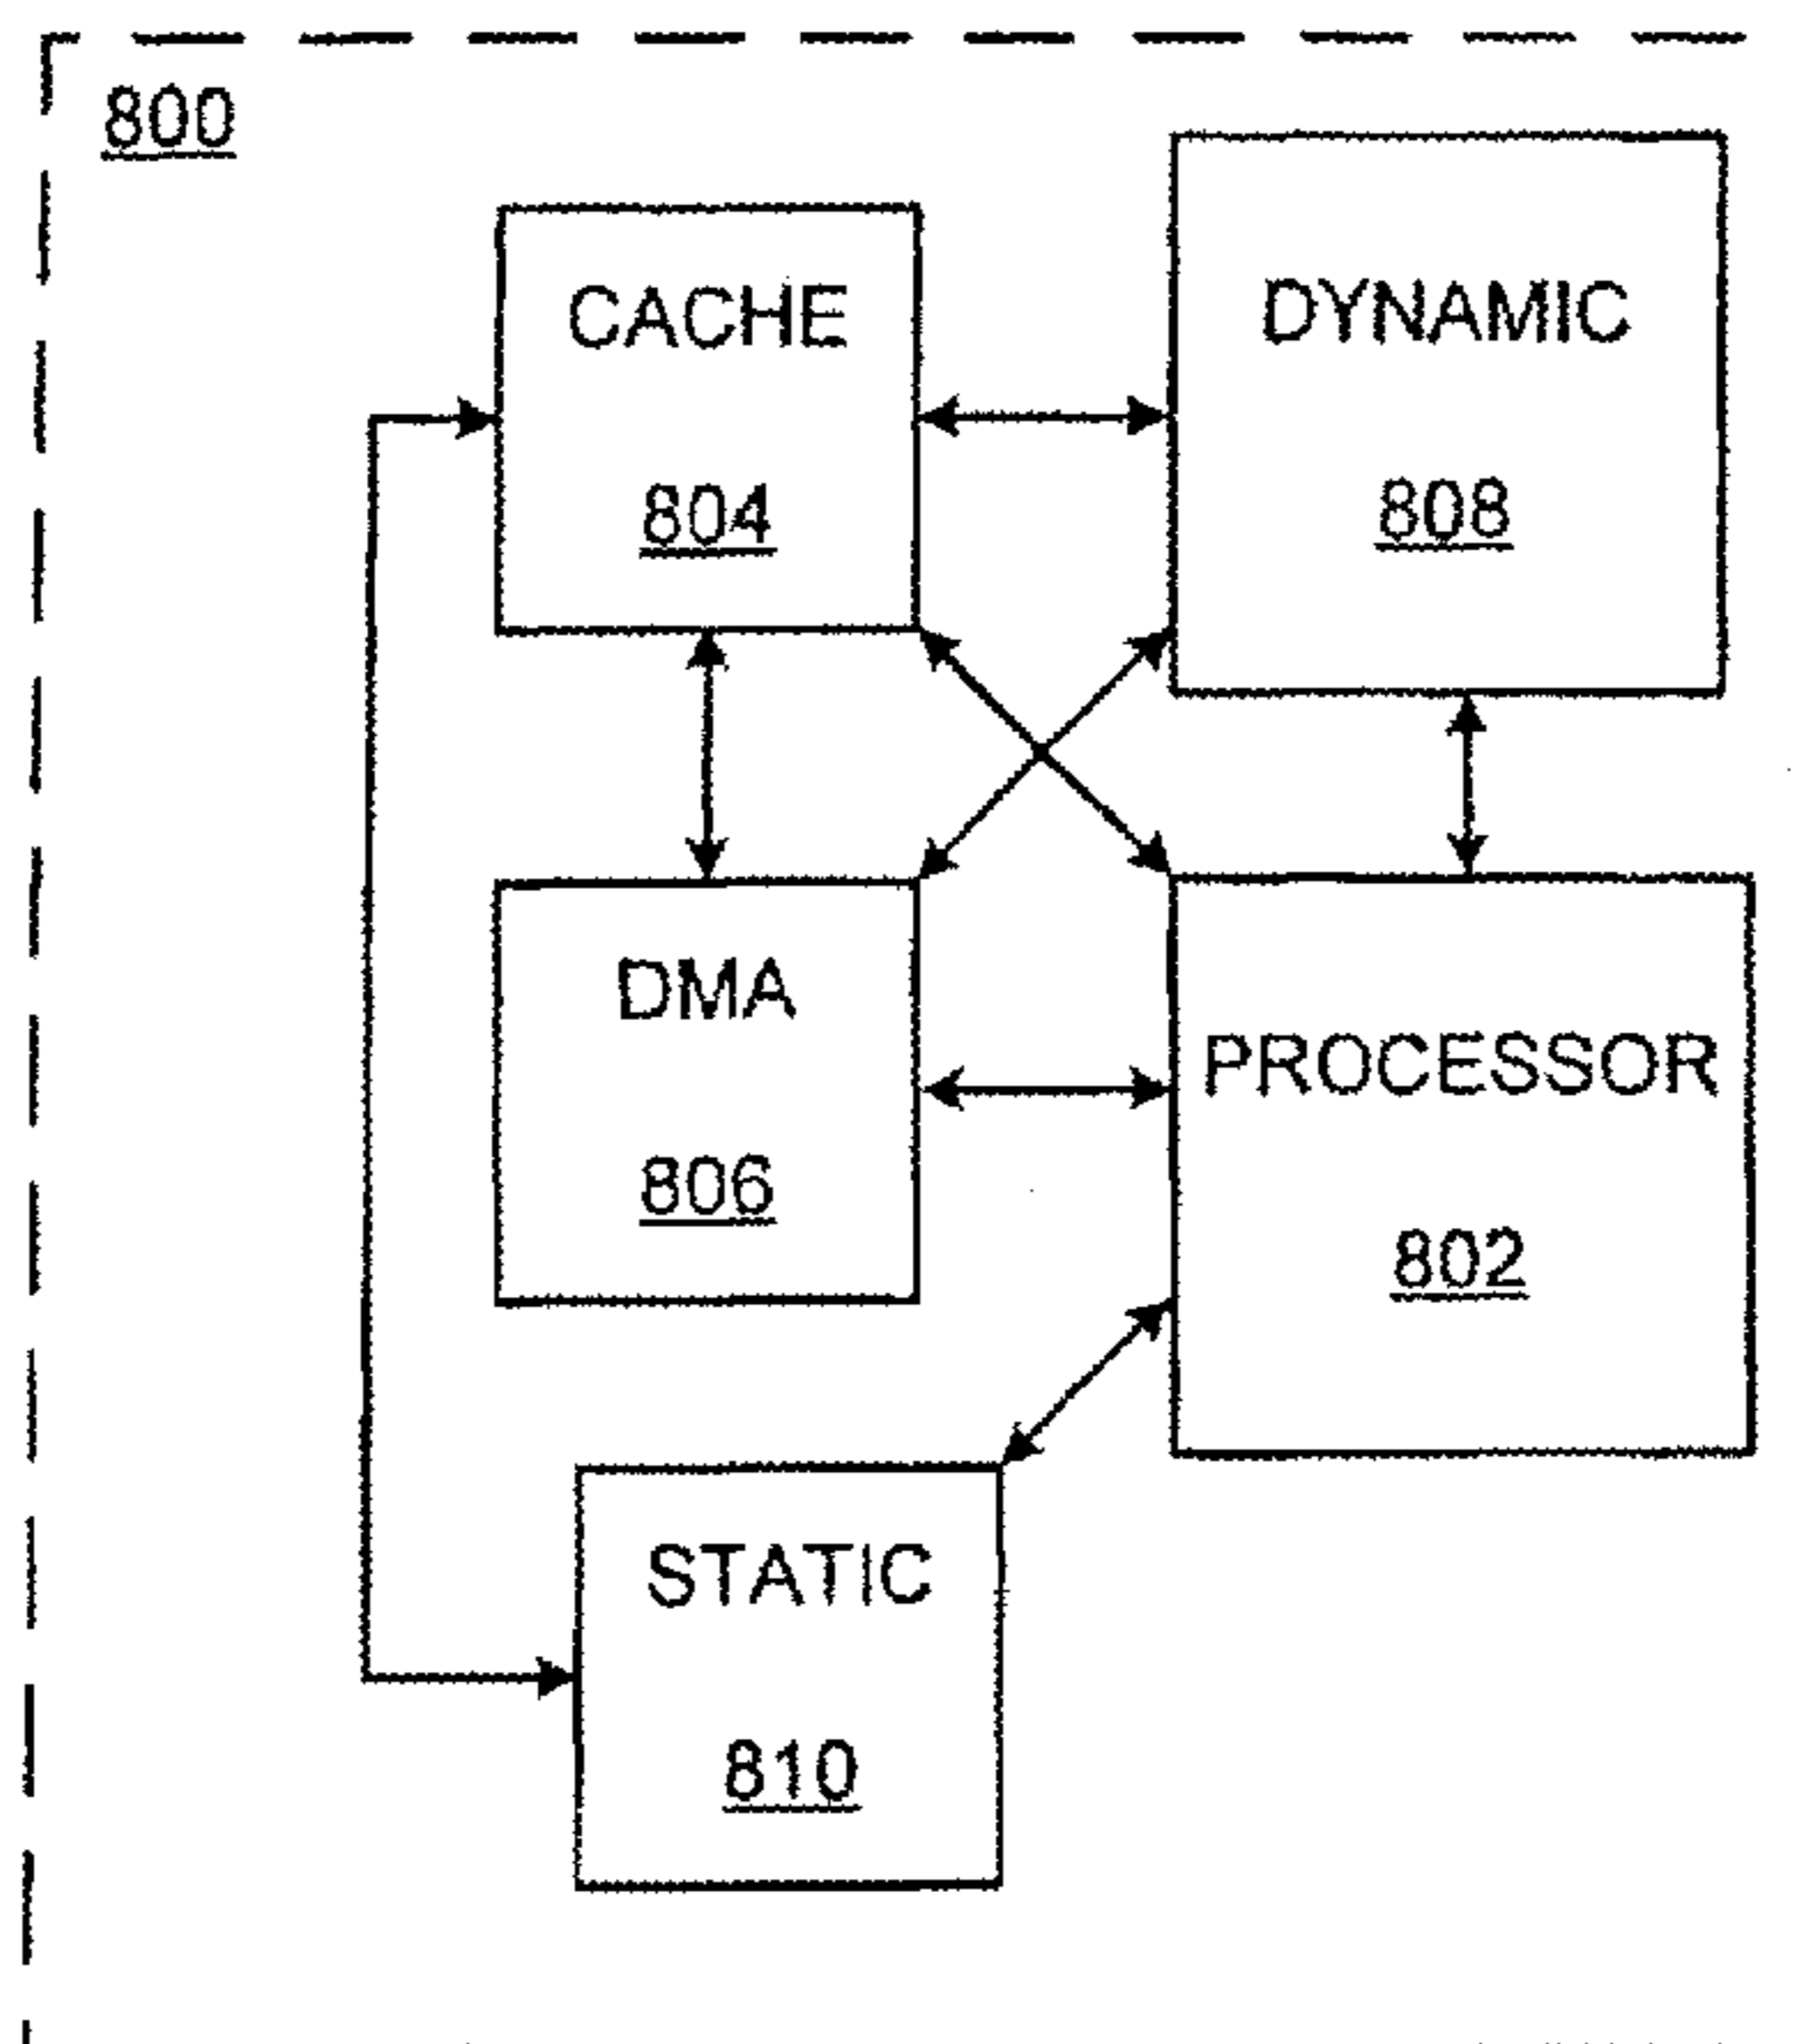 800
CACHE
804
DYNAMIC
808
DMA
806
PROCESSOR
802
STATIC
810